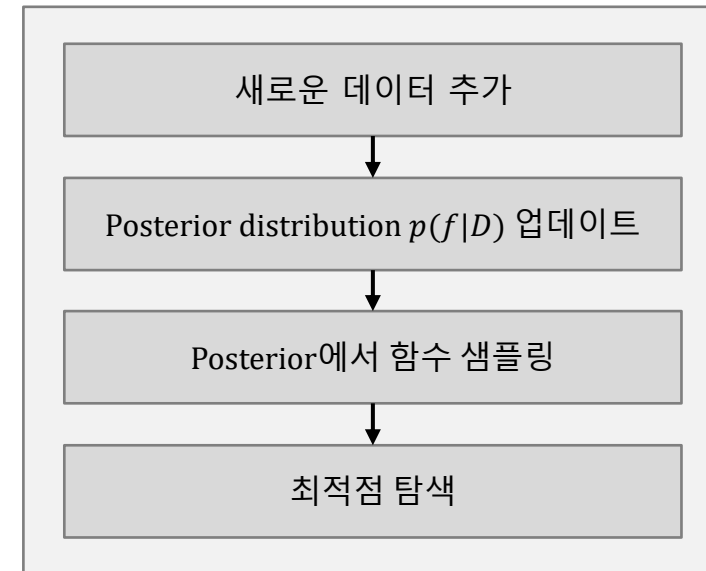 새로운 데이터 추가
Posterior distribution p(f|D) 업데이트
Posterior에서 함수 샘플링
최적점 탐색